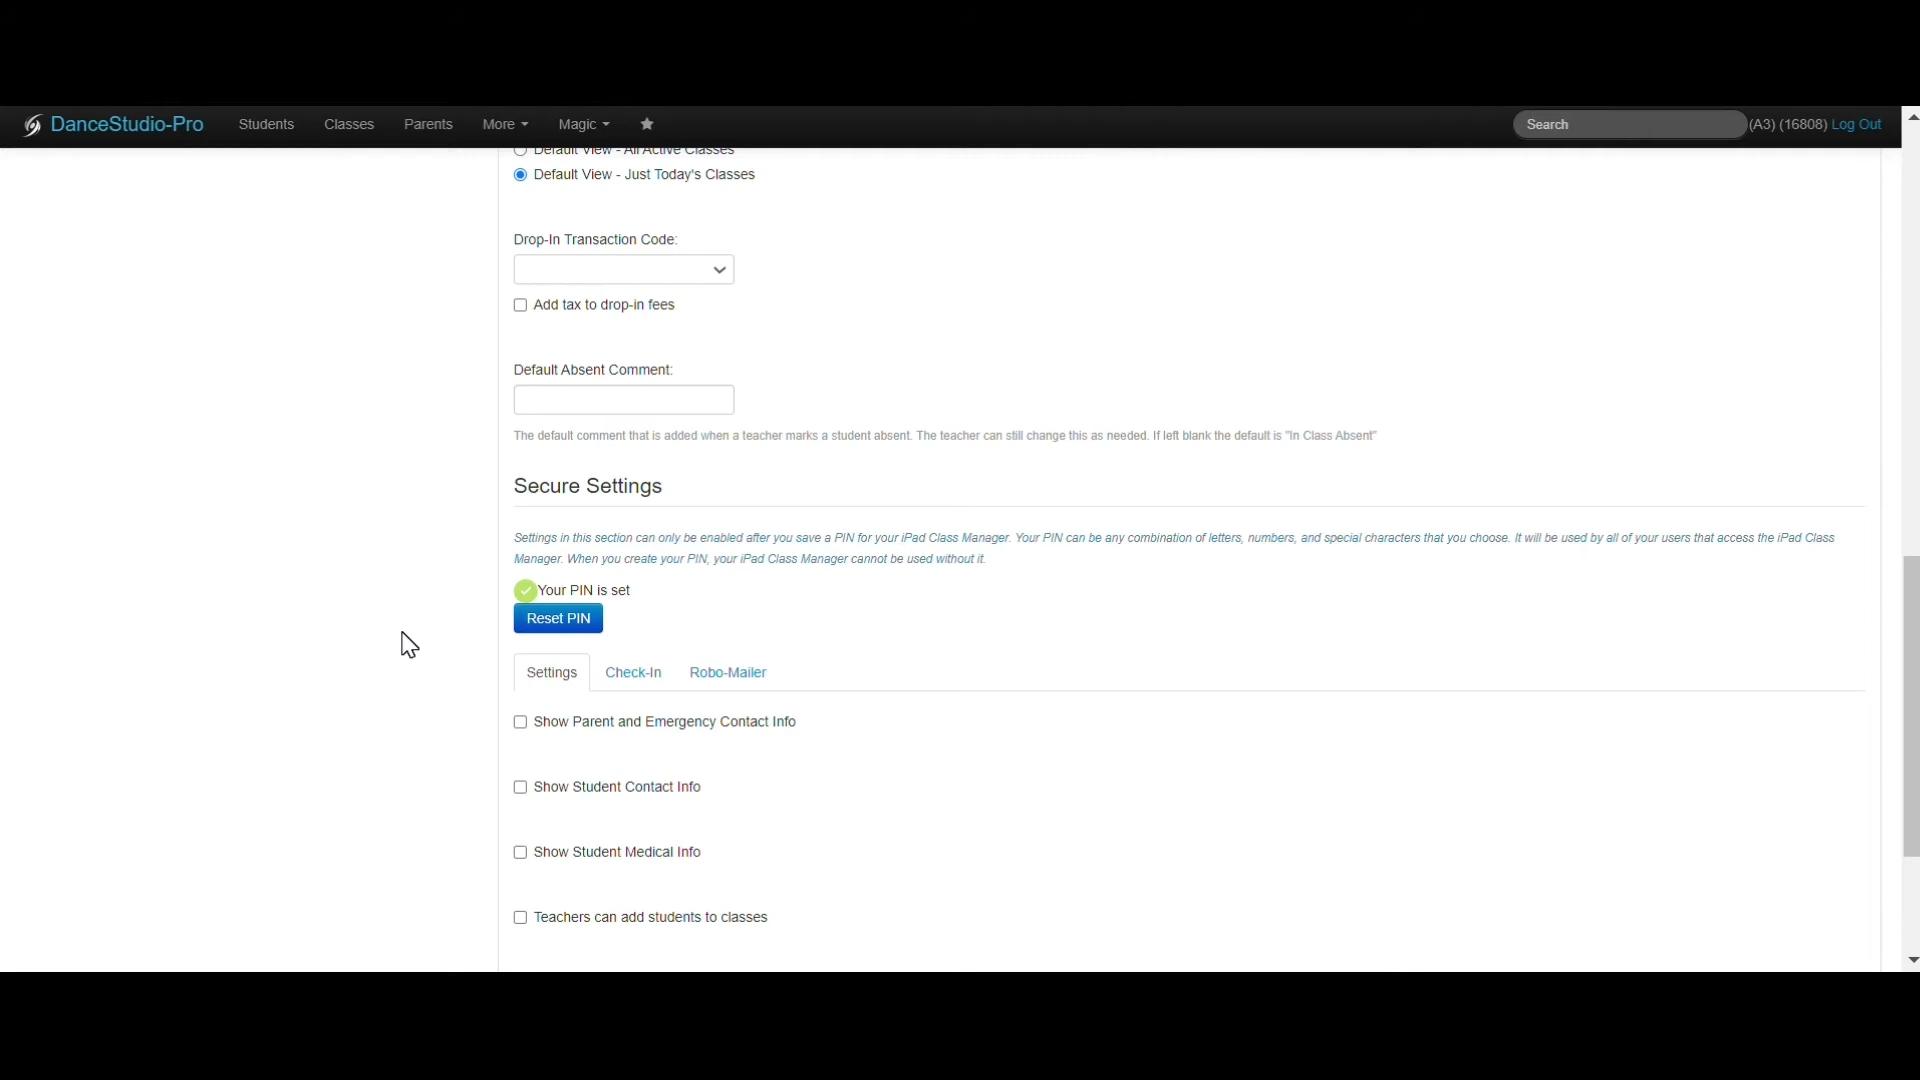 DanceStudio-Pro Students Classes Parents More Magic Search (A3) (16808) Log Out
Default View - All Active Classes
Default View - Just Today's Classes
Drop-In Transaction Code:
Add tax to drop-in fees
Default Absent Comment:
The default comment that is added when a teacher marks a student absent. The teacher can still change this as needed. If left blank the default is "In Class Absent"
Secure Settings
Settings in this section can only be enabled after you save a PIN for your iPad Class Manager. Your PIN can be any combination of letters, numbers, and special characters that you choose. It will be used by all of your users that access the iPad Class
Manager. When you create your PIN, your iPad Class Manager cannot be used without it.
Your PIN is set
Reset PIN
Settings Check-In Robo-Mailer
Show Parent and Emergency Contact Info
Show Student Contact Info
Show Student Medical Info
Teachers can add students to classes